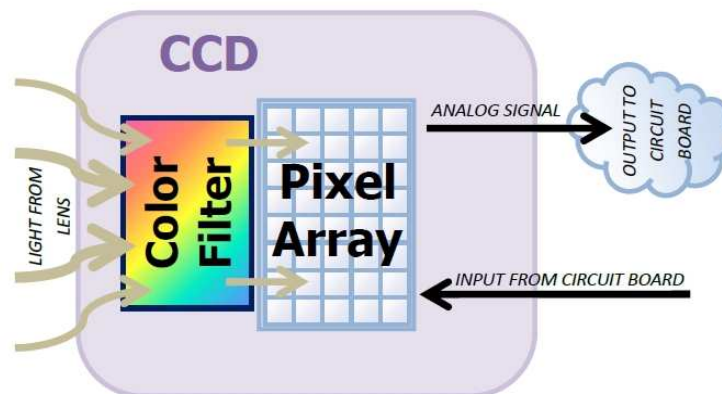 CCD
LIGHT FROM
LENS
Color
Filter
Pixel
Array
ANALOG SIGNAL
OUTPUT TO
CIRCUIT
BOARD
INPUT FROM CIRCUIT BOARD